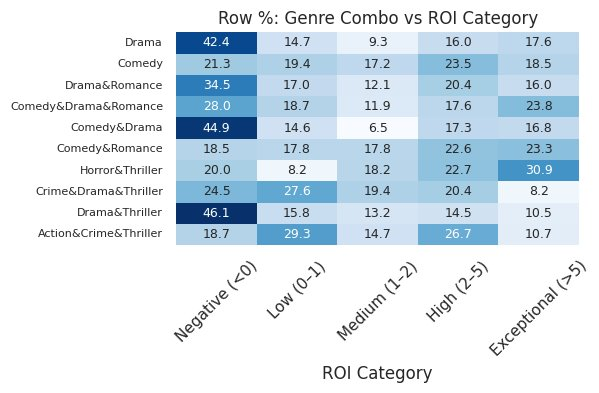 Row %: Genre Combo vs ROI Category
Drama 42.4 14.7 9.3 16.0 17.6
Comedy 21.3 19.4 17.2 23.5 18.5
Drama&Romance 34.5 17.0 12.1 20.4 16.0
Comedy&Drama&Romance 28.0 18.7 11.9 17.6 23.8
Comedy&Drama 44.9 14.6 6.5 17.3 16.8
Comedy&Romance 18.5 17.8 17.8 22.6 23.3
Horror&Thriller 20.0 8.2 18.2 22.7 30.9
Crime&Drama&Thriller 24.5 27.6 19.4 20.4 8.2
Drama&Thriller 46.1 15.8 13.2 14.5 10.5
Action&Crime&Thriller 18.7 29.3 14.7 26.7 10.7
Negative (<0) Low (0–1) Medium (1–2) High (2–5) Exceptional (>5)
ROI Category